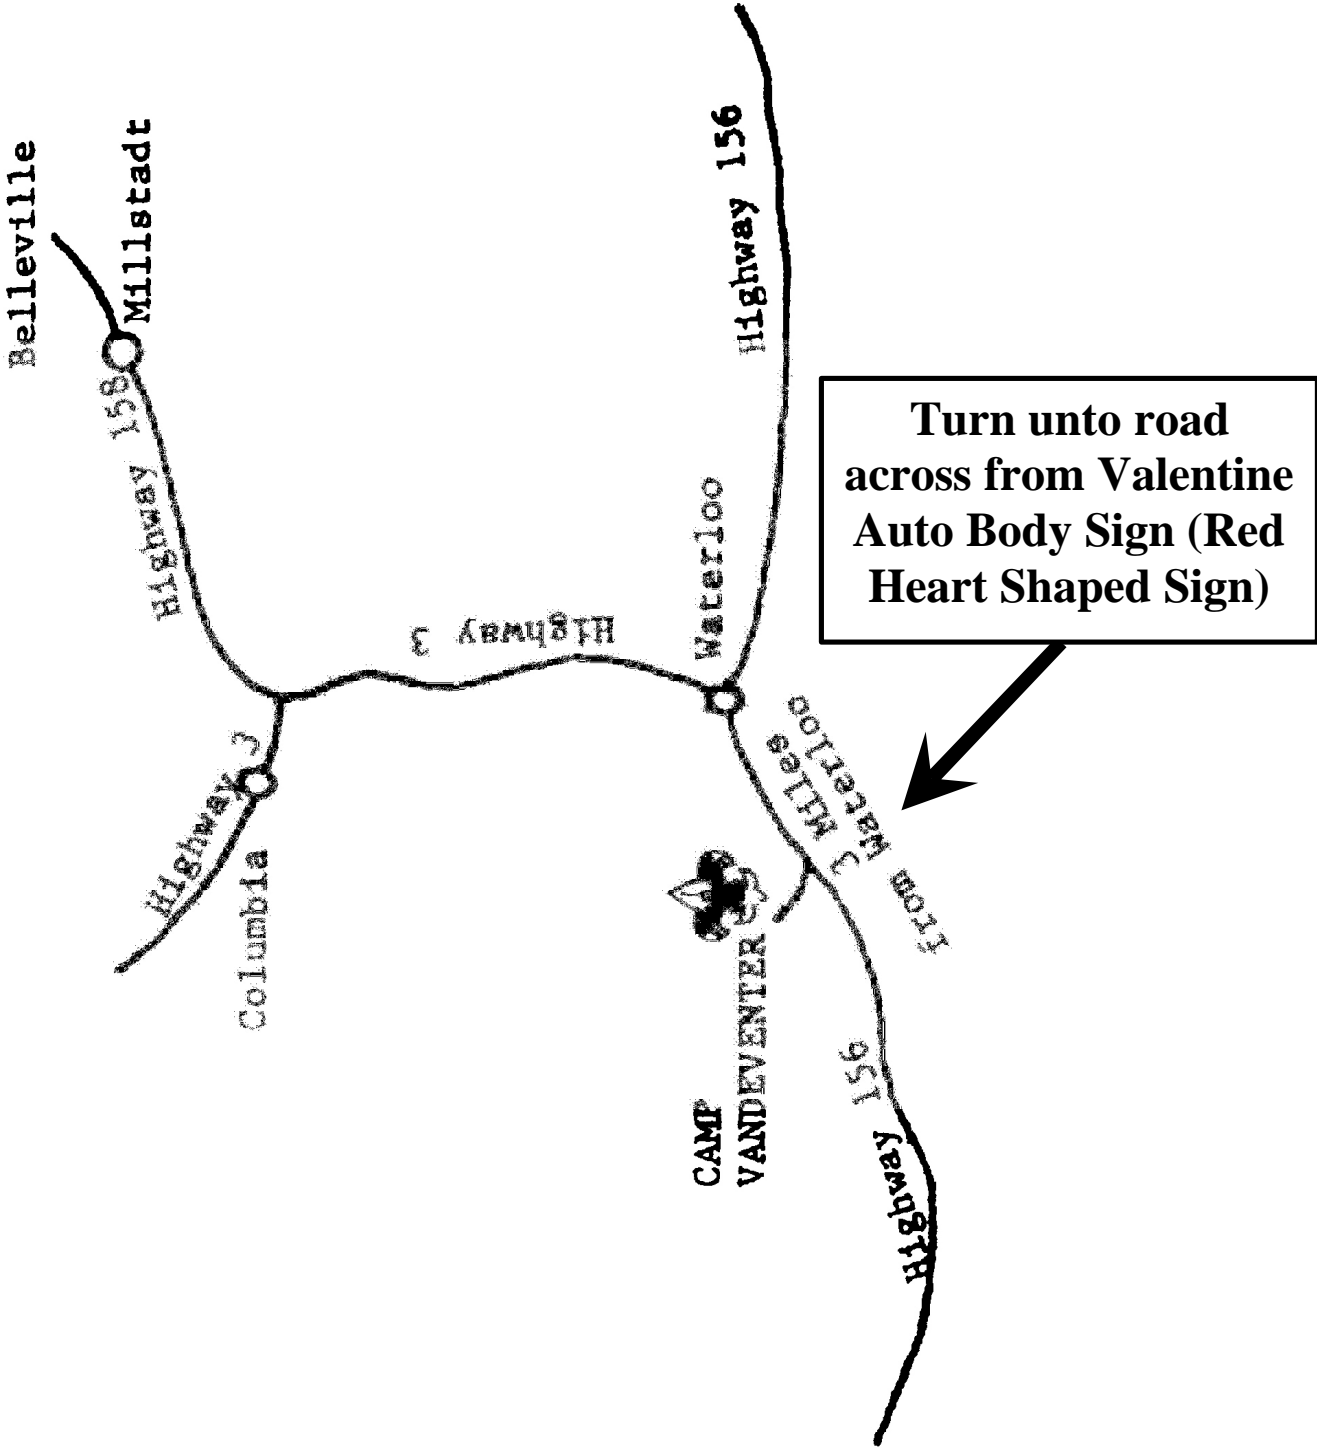 Belleville
Millstadt
Highway 158
Highway 156
Turn unto road
across from Valentine
Auto Body Sign (Red
Heart Shaped Sign)
Waterloo
Highway 3
Highway 3
Columbia
3 Miles
from Waterloo
CAMP
VANDEVENTER
Highway 156